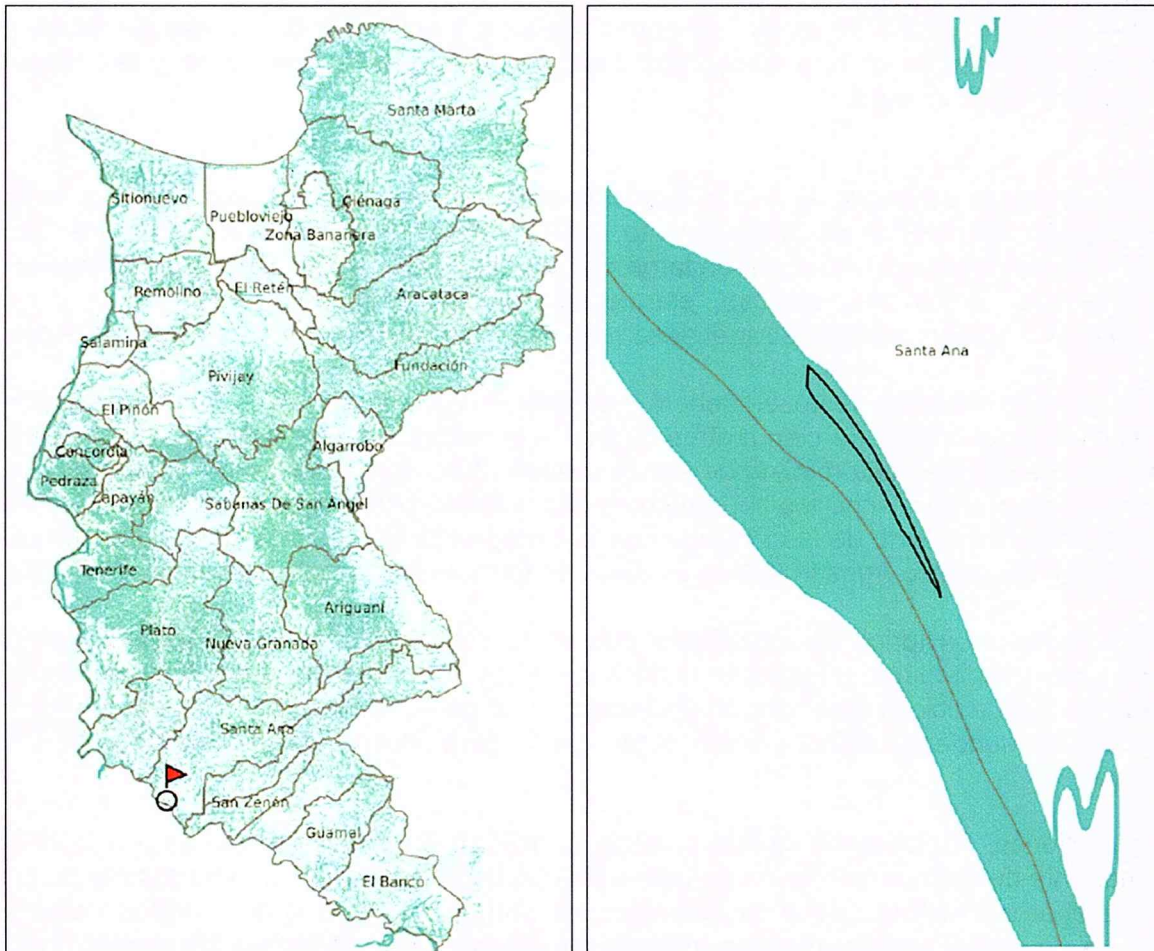 Santa Marta
Sitionuevo
Ciénaga
Puebloviejo
Zona Bananera
Remolino
El Retén
Aracataca
Salamina
Fundación
Pivijay
El Piñón
Algarrobo
Concordia
Pedraza
Zapayán
Sabanas De San Angel
Tenerife
Ariguaní
Plato
Nueva Granada
Santa Ana
San Zenón
Guamal
El Banco
Santa Ana